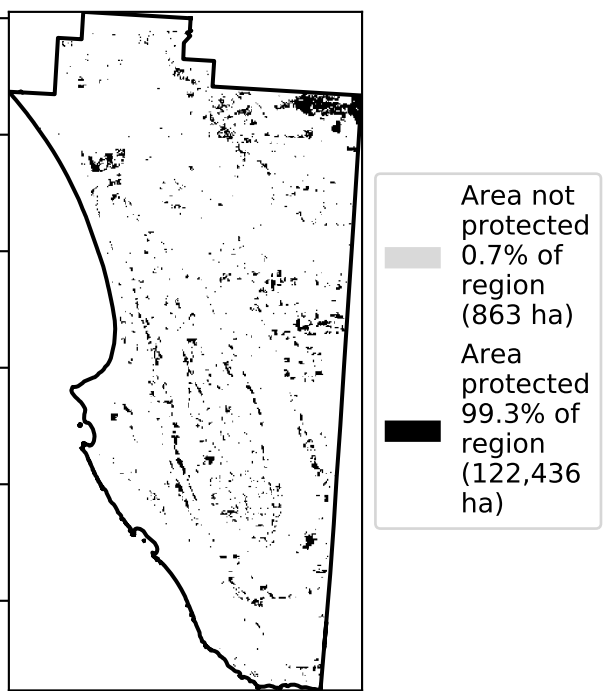 Area not
protected
0.7% of
region
(863 ha)
Area
protected
99.3% of
region
(122,436
ha)